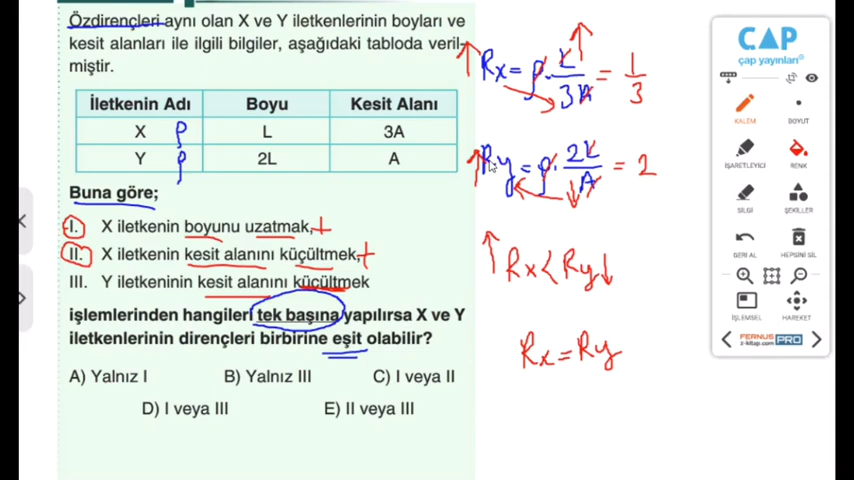 Özdirençleri aynı olan X ve Y iletkenlerinin boyları ve
kesit alanları ile ilgili bilgiler, aşağıdaki tabloda veril-
miştir.
İletkenin Adı Boyu Kesit Alanı
X ρ L 3A
Y ρ 2L A
Buna göre;
I. X iletkenin boyunu uzatmak, +
II. X iletkenin kesit alanını küçültmek, +
III. Y iletkeninin kesit alanını küçültmek
işlemlerinden hangileri tek başına yapılırsa X ve Y
iletkenlerinin dirençleri birbirine eşit olabilir?
A) Yalnız I B) Yalnız III C) I veya II
D) I veya III E) II veya III
↑ Rx = ρ · L/3A ↑ = 1/3
↑ Ry = ρ · 2L/A ↓ = 2
↑ Rx < Ry ↓
Rx = Ry
CAP
çap yayınları
KALEM BOYUT
İŞARETLEYİCİ RENK
SİLGİ ŞEKİLLER
GERİ AL HEPSİNİ SİL
İŞLEMSEL HAREKET
FERNUS
z-kitap.com
PRO